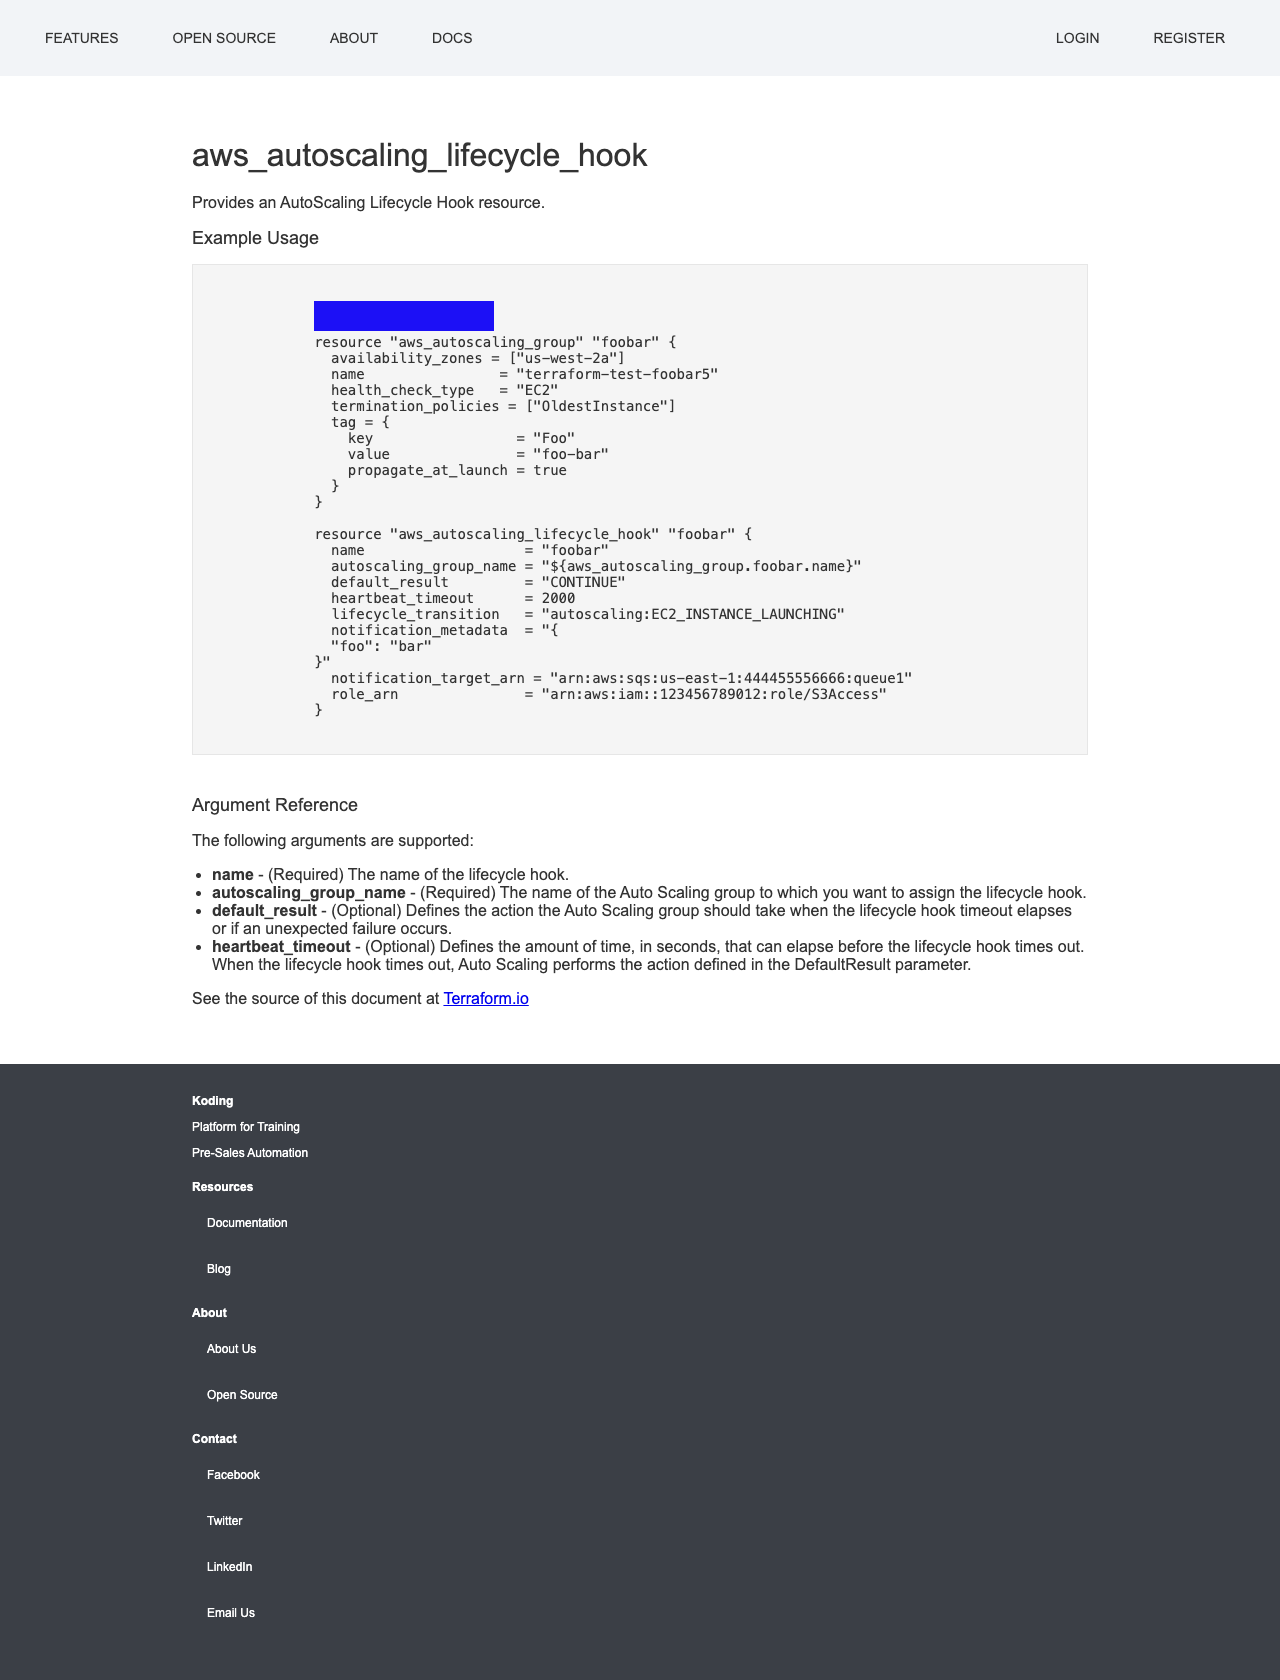 FEATURES OPEN SOURCE ABOUT DOCS LOGIN REGISTER
aws_autoscaling_lifecycle_hook
Provides an AutoScaling Lifecycle Hook resource.
Example Usage
resource "aws_autoscaling_group" "foobar" {
  availability_zones = ["us-west-2a"]
  name                = "terraform-test-foobar5"
  health_check_type   = "EC2"
  termination_policies = ["OldestInstance"]
  tag = {
    key                 = "Foo"
    value               = "foo-bar"
    propagate_at_launch = true
  }
}
resource "aws_autoscaling_lifecycle_hook" "foobar" {
  name                   = "foobar"
  autoscaling_group_name = "${aws_autoscaling_group.foobar.name}"
  default_result         = "CONTINUE"
  heartbeat_timeout      = 2000
  lifecycle_transition   = "autoscaling:EC2_INSTANCE_LAUNCHING"
  notification_metadata  = "{
  "foo": "bar"
}"
  notification_target_arn = "arn:aws:sqs:us-east-1:444455556666:queue1"
  role_arn               = "arn:aws:iam::123456789012:role/S3Access"
}
Argument Reference
The following arguments are supported:
• name - (Required) The name of the lifecycle hook.
• autoscaling_group_name - (Required) The name of the Auto Scaling group to which you want to assign the lifecycle hook.
• default_result - (Optional) Defines the action the Auto Scaling group should take when the lifecycle hook timeout elapses
or if an unexpected failure occurs.
• heartbeat_timeout - (Optional) Defines the amount of time, in seconds, that can elapse before the lifecycle hook times out.
When the lifecycle hook times out, Auto Scaling performs the action defined in the DefaultResult parameter.
See the source of this document at Terraform.io
Koding
Platform for Training
Pre-Sales Automation
Resources
Documentation
Blog
About
About Us
Open Source
Contact
Facebook
Twitter
LinkedIn
Email Us